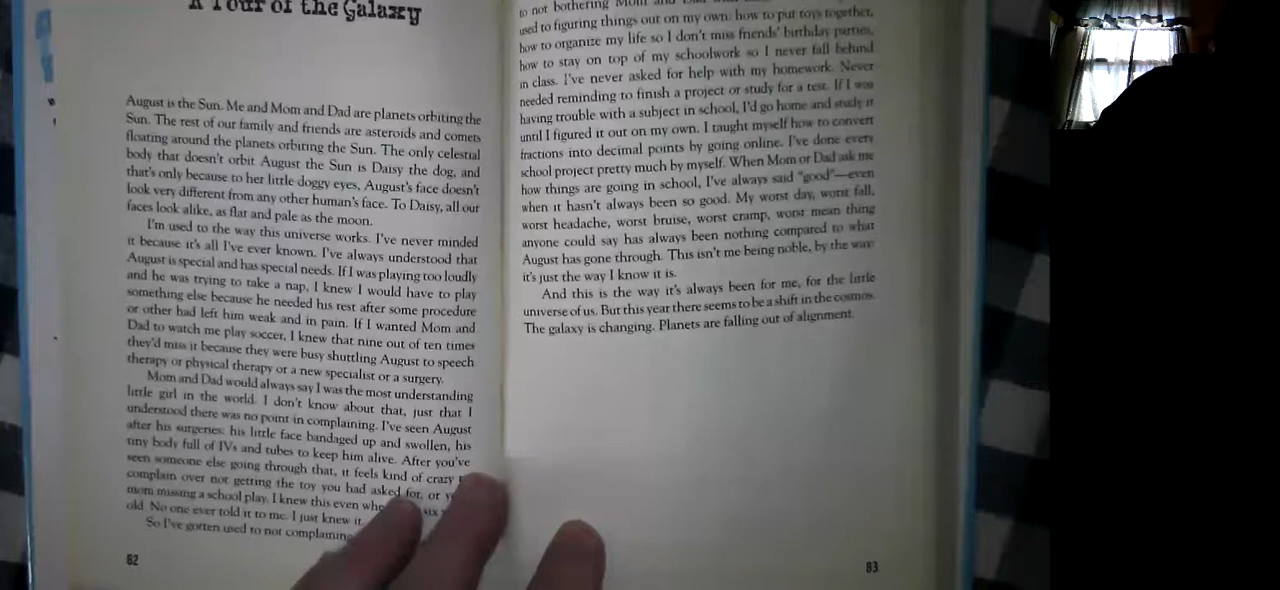 A Tour of the Galaxy
August is the Sun. Me and Mom and Dad are planets orbiting the
Sun. The rest of our family and friends are asteroids and comets
floating around the planets orbiting the Sun. The only celestial
body that doesn't orbit August the Sun is Daisy the dog, and
that's only because to her little doggy eyes, August's face doesn't
look very different from any other human's face. To Daisy, all our
faces look alike, as flat and pale as the moon.
I'm used to the way this universe works. I've never minded
it because it's all I've ever known. I've always understood that
August is special and has special needs. If I was playing too loudly
and he was trying to take a nap, I knew I would have to play
something else because he needed his rest after some procedure
or other had left him weak and in pain. If I wanted Mom and
Dad to watch me play soccer, I knew that nine out of ten times
they'd miss it because they were busy shuttling August to speech
therapy or physical therapy or a new specialist or a surgery.
Mom and Dad would always say I was the most understanding
little girl in the world. I don't know about that, just that I
understood there was no point in complaining. I've seen August
after his surgeries: his little face bandaged up and swollen, his
tiny body full of IVs and tubes to keep him alive. After you've
seen someone else going through that, it feels kind of crazy
complain over not getting the toy you had asked for, or
mom missing a school play. I knew this even six
old. No one ever told it to me. I just knew it.
So I've gotten used to not complaining
62
to not bothering Mom and Dad
used to figuring things out on my own: how to put toys together,
how to organize my life so I don't miss friends' birthday parties,
how to stay on top of my schoolwork so I never fall behind
in class. I've never asked for help with my homework. Never
needed reminding to finish a project or study for a test. If I was
having trouble with a subject in school, I'd go home and study it
until I figured it out on my own. I taught myself how to convert
fractions into decimal points by going online. I've done every
school project pretty much by myself. When Mom or Dad ask me
how things are going in school, I've always said "good"—even
when it hasn't always been so good. My worst day, worst fall,
worst headache, worst bruise, worst cramp, worst mean thing
anyone could say has always been nothing compared to what
August has gone through. This isn't me being noble, by the way:
it's just the way I know it is.
And this is the way it's always been for me, for the little
universe of us. But this year there seems to be a shift in the cosmos.
The galaxy is changing. Planets are falling out of alignment.
83